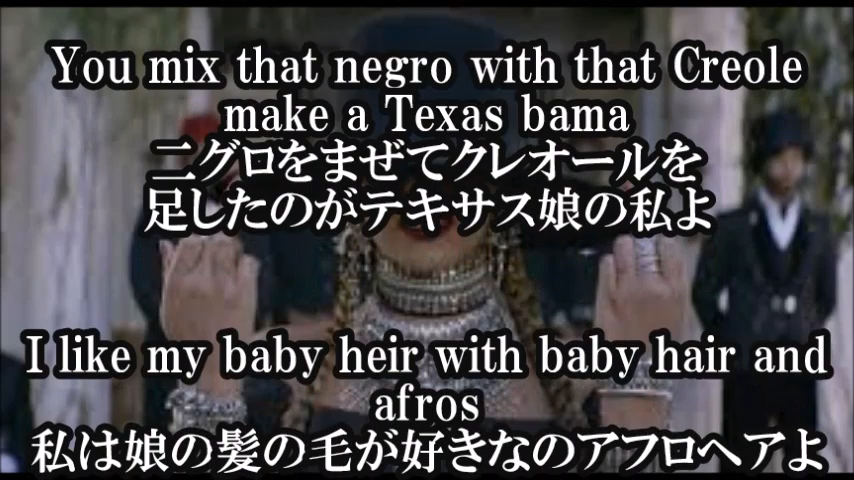 You mix that negro with that Creole
make a Texas bama
ニグロをまぜてクレオールを
足したのがテキサス娘の私よ
I like my baby heir with baby hair and
afros
私は娘の髪の毛が好きなのアフロヘアよ